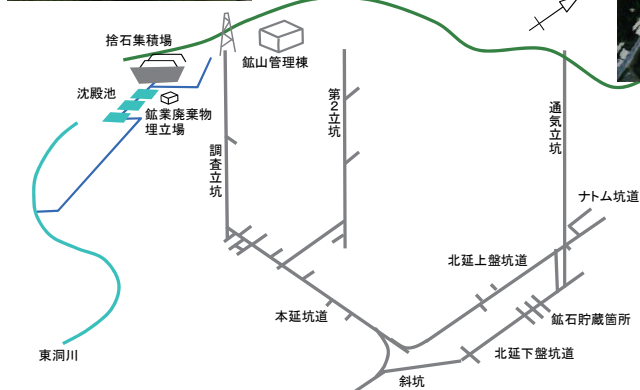 捨石集積場
鉱山管理棟
沈殿池
鉱業廃棄物
埋立場
調査立坑
第2立坑
通気立坑
ナトム坑道
北延上盤坑道
本延坑道
鉱石貯蔵箇所
北延下盤坑道
東洞川
斜坑